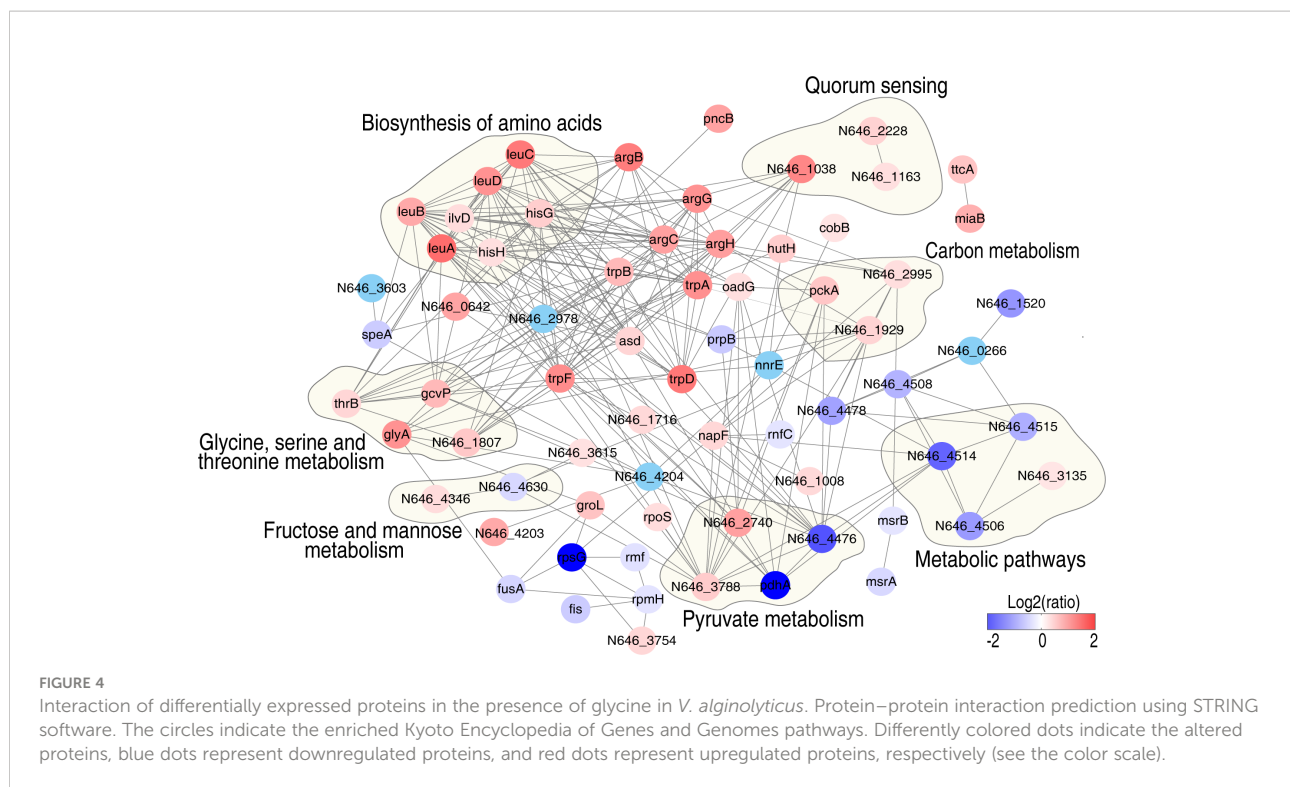 Quorum sensing
Biosynthesis of amino acids
pncB
N646_2228
leuC
argB
N646_1038
ttcA
N646_1163
leuD
argG
leuB
ilvD
hisG
miaB
cobB
argC
argH
hutH
leuA
hisH
Carbon metabolism
trpB
N646_2995
N646_3603
trpA
oadG
pckA
N646_0642
N646_1520
N646_2978
speA
asd
prpB
N646_1929
N646_0266
nnrE
trpF
trpD
N646_4508
thrB
gcvP
N646_4478
N646_1716
N646_4515
glyA
N646_1807
napF
rnfC
Glycine, serine and
threonine metabolism
N646_3615
N646_4514
N646_4204
N646_1008
N646_3135
N646_4346
N646_4630
groL
rpoS
N646_2740
msrB
N646_4506
Fructose and mannose
metabolism
N646_4203
N646_4476
rpsG
rmf
Metabolic pathways
fusA
N646_3788
pdhA
msrA
fis
rpmH
Pyruvate metabolism
Log2(ratio)
N646_3754
-2 0 2
FIGURE 4
Interaction of differentially expressed proteins in the presence of glycine in V. alginolyticus. Protein–protein interaction prediction using STRING
software. The circles indicate the enriched Kyoto Encyclopedia of Genes and Genomes pathways. Differently colored dots indicate the altered
proteins, blue dots represent downregulated proteins, and red dots represent upregulated proteins, respectively (see the color scale).